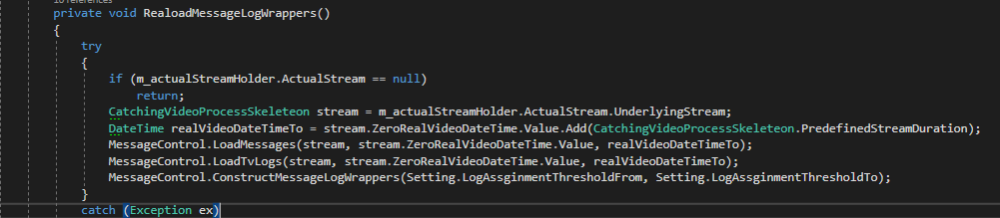 10 references
private void RealoadMessageLogWrappers()
{
try
{
if (m_actualStreamHolder.ActualStream == null)
return;
CatchingVideoProcessSkeleteon stream = m_actualStreamHolder.ActualStream.UnderlyingStream;
DateTime realVideoDateTimeTo = stream.ZeroRealVideoDateTime.Value.Add(CatchingVideoProcessSkeleteon.PredefinedStreamDuration);
MessageControl.LoadMessages(stream, stream.ZeroRealVideoDateTime.Value, realVideoDateTimeTo);
MessageControl.LoadTvLogs(stream, stream.ZeroRealVideoDateTime.Value, realVideoDateTimeTo);
MessageControl.ConstructMessageLogWrappers(Setting.LogAssginmentThresholdFrom, Setting.LogAssginmentThresholdTo);
}
catch (Exception ex)